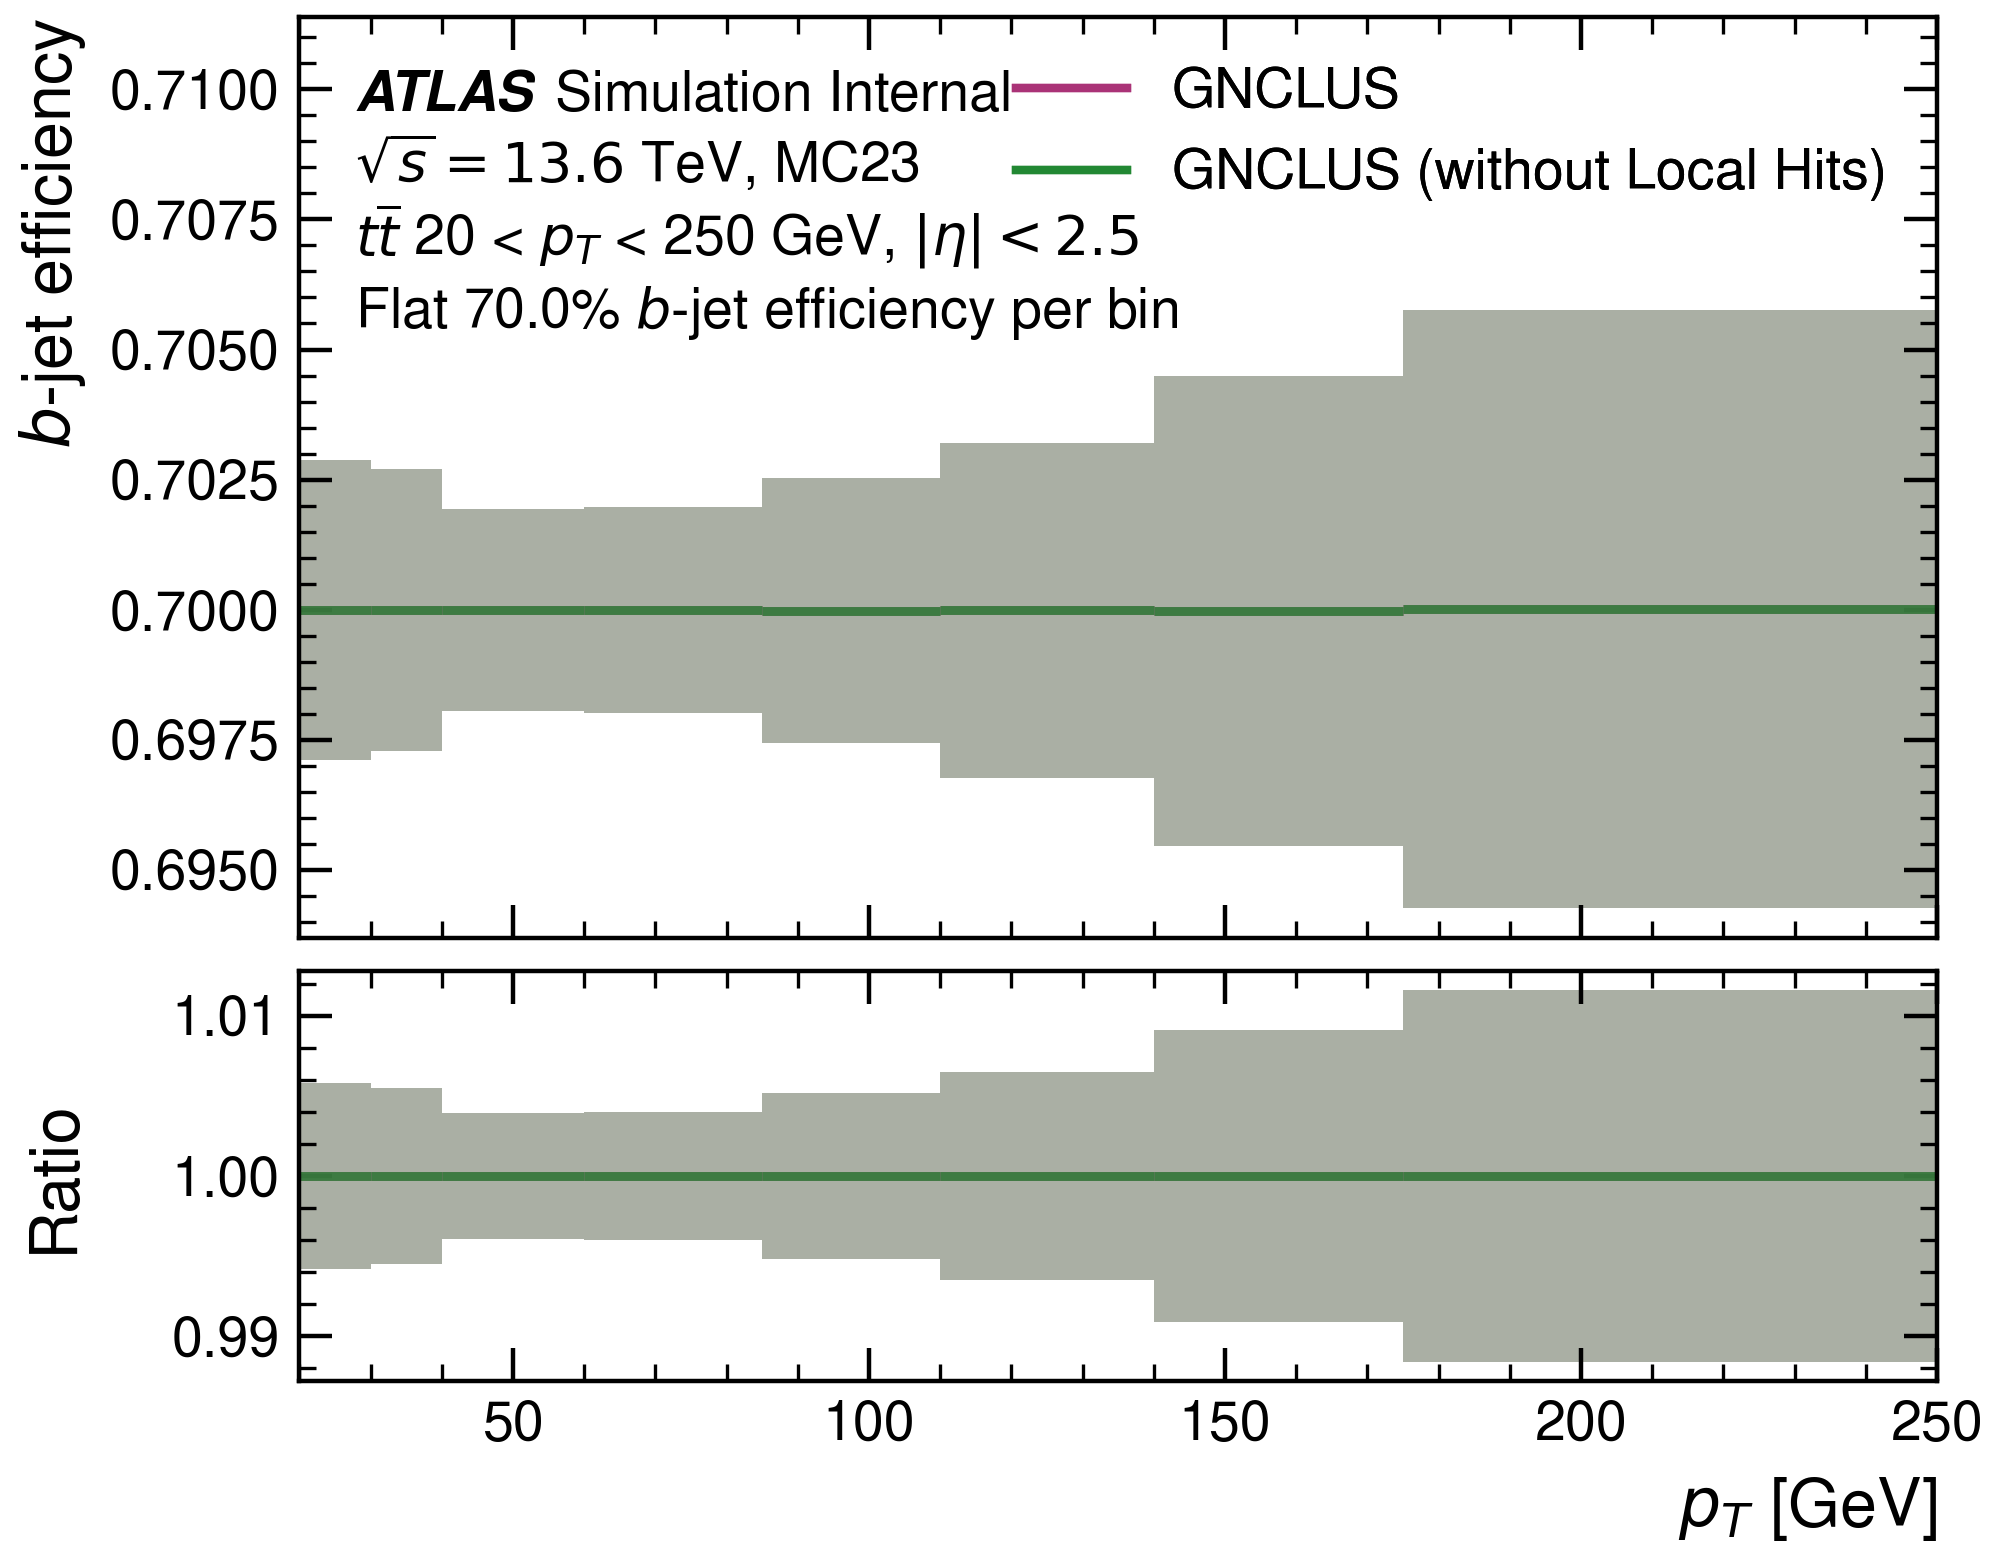 b-jet efficiency
0.7100
0.7075
0.7050
0.7025
0.7000
0.6975
0.6950
ATLAS Simulation Internal
√s = 13.6 TeV, MC23
tt̅ 20 < p_T < 250 GeV, |η| < 2.5
Flat 70.0% b-jet efficiency per bin
GNCLUS
GNCLUS (without Local Hits)
Ratio
1.01
1.00
0.99
50 100 150 200 250
p_T [GeV]